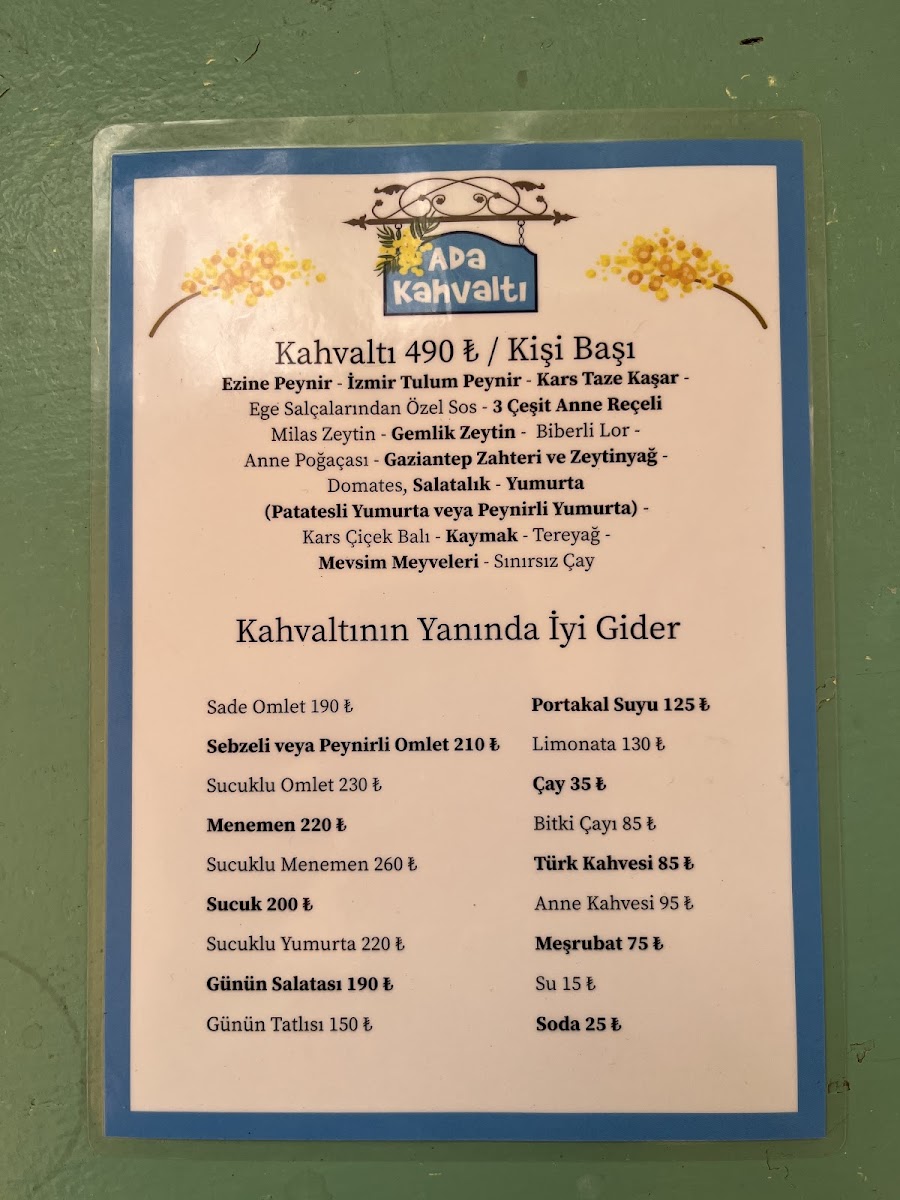 ADA
Kahvaltı
Kahvaltı 490 ₺ / Kişi Başı
Ezine Peynir - İzmir Tulum Peynir - Kars Taze Kaşar -
Ege Salçalarından Özel Sos - 3 Çeşit Anne Reçeli
Milas Zeytin - Gemlik Zeytin - Biberli Lor -
Anne Poğaçası - Gaziantep Zahteri ve Zeytinyağ -
Domates, Salatalık - Yumurta
(Patatesli Yumurta veya Peynirli Yumurta) -
Kars Çiçek Balı - Kaymak - Tereyağ -
Mevsim Meyveleri - Sınırsız Çay
Kahvaltının Yanında İyi Gider
Sade Omlet 190 ₺
Sebzeli veya Peynirli Omlet 210 ₺
Sucuklu Omlet 230 ₺
Menemen 220 ₺
Sucuklu Menemen 260 ₺
Sucuk 200 ₺
Sucuklu Yumurta 220 ₺
Günün Salatası 190 ₺
Günün Tatlısı 150 ₺
Portakal Suyu 125 ₺
Limonata 130 ₺
Çay 35 ₺
Bitki Çayı 85 ₺
Türk Kahvesi 85 ₺
Anne Kahvesi 95 ₺
Meşrubat 75 ₺
Su 15 ₺
Soda 25 ₺